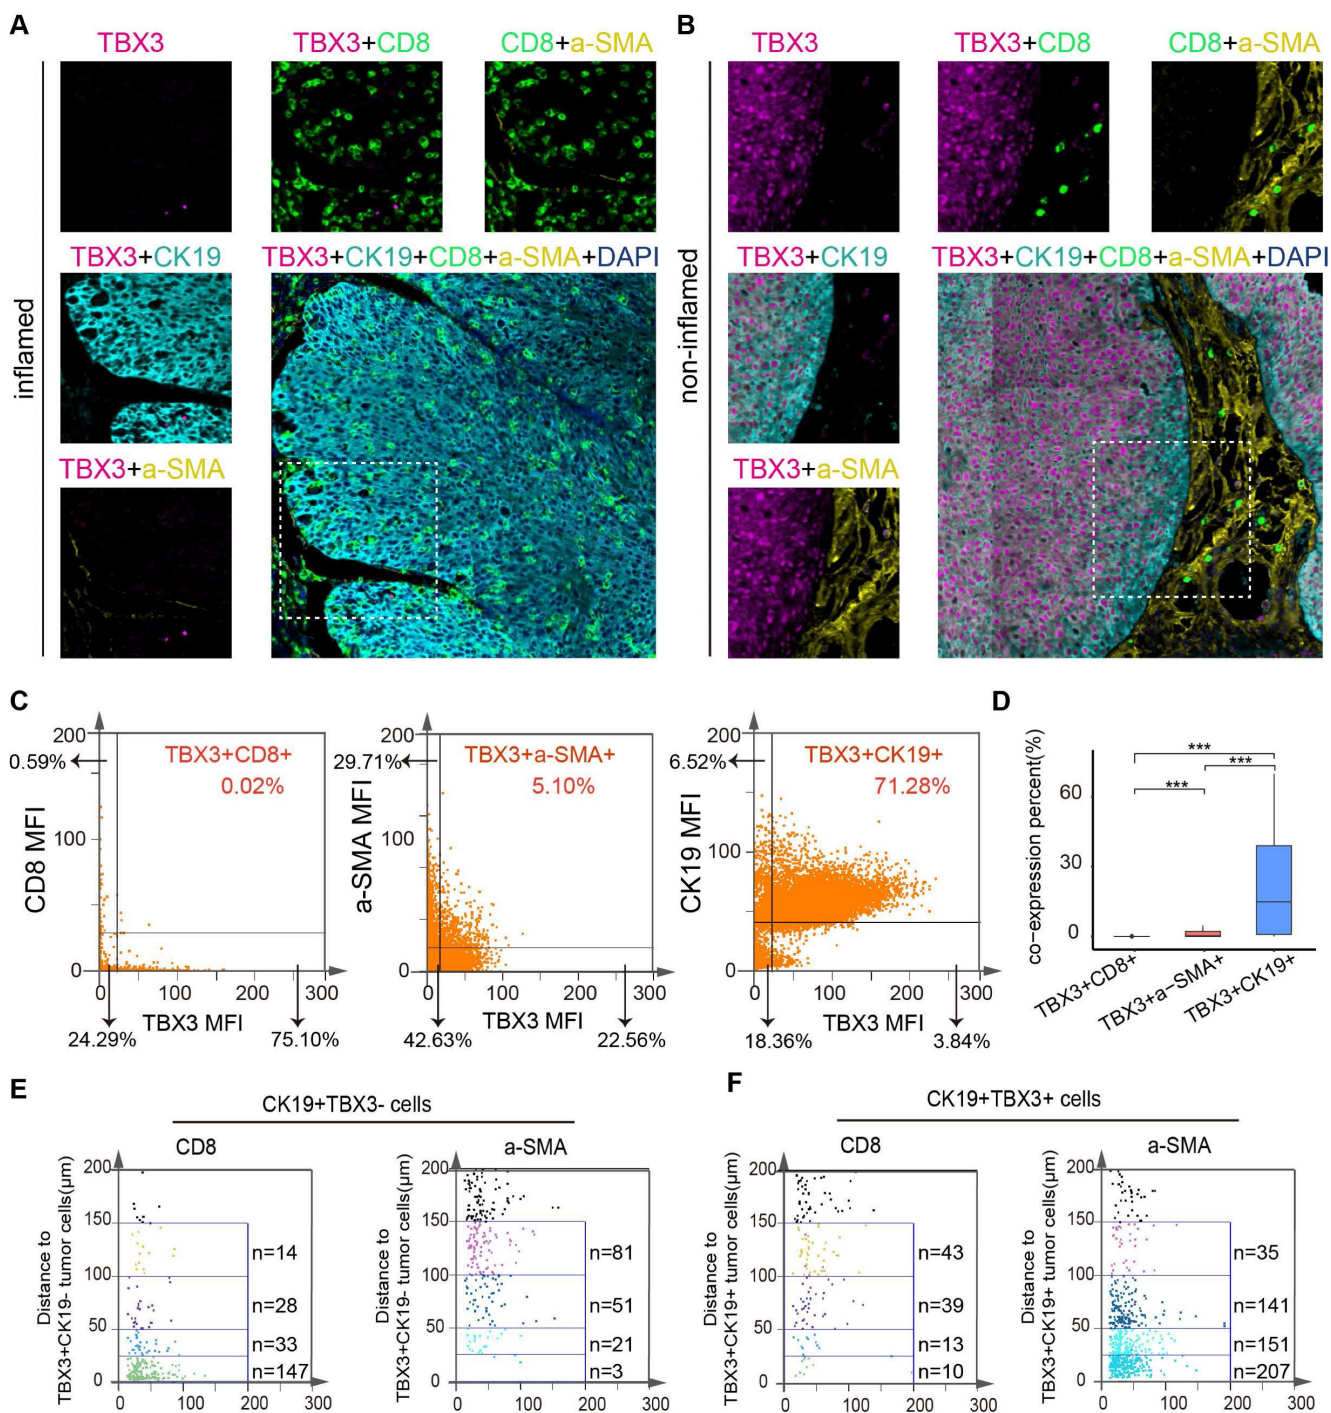 A
TBX3
TBX3+CD8
CD8+a-SMA
inflamed
TBX3+CK19
TBX3+CK19+CD8+a-SMA+DAPI
TBX3+a-SMA
B
TBX3
TBX3+CD8
CD8+a-SMA
non-inflamed
TBX3+CK19
TBX3+CK19+CD8+a-SMA+DAPI
TBX3+a-SMA
C
200
100
0
CD8 MFI
0.59%
TBX3+CD8+
0.02%
0 100 200 300
TBX3 MFI
24.29%
75.10%
200
100
0
a-SMA MFI
29.71%
TBX3+a-SMA+
5.10%
0 100 200 300
TBX3 MFI
42.63%
22.56%
200
100
0
CK19 MFI
6.52%
TBX3+CK19+
71.28%
0 100 200 300
TBX3 MFI
18.36%
3.84%
D
co-expression percent(%)
60
30
0
***
***
***
TBX3+CD8+
TBX3+a-SMA+
TBX3+CK19+
E
CK19+TBX3- cells
CD8
Distance to
TBX3+CK19- tumor cells(μm)
200
150
100
50
0
n=14
n=28
n=33
n=147
0 100 200 300
a-SMA
Distance to
TBX3+CK19- tumor cells(μm)
200
150
100
50
0
n=81
n=51
n=21
n=3
0 100 200 300
F
CK19+TBX3+ cells
CD8
Distance to
TBX3+CK19+ tumor cells(μm)
200
150
100
50
0
n=43
n=39
n=13
n=10
0 100 200 300
a-SMA
Distance to
TBX3+CK19+ tumor cells(μm)
200
150
100
50
0
n=35
n=141
n=151
n=207
0 100 200 300